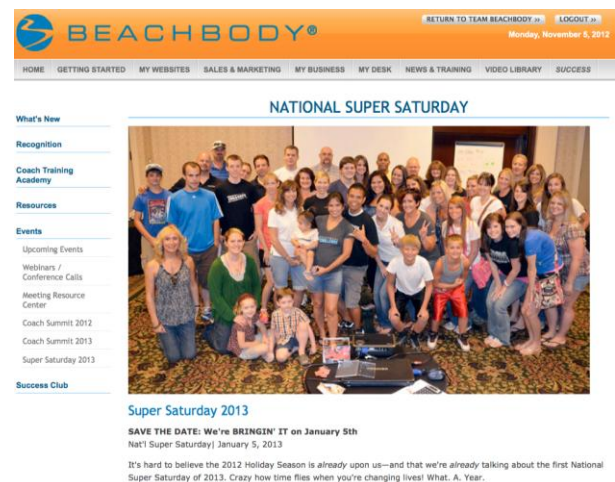 RETURN TO TEAM BEACHBODY »
LOGOUT »
BEACHBODY®
Monday, November 5, 2012
HOME GETTING STARTED MY WEBSITES SALES & MARKETING MY BUSINESS MY DESK NEWS & TRAINING VIDEO LIBRARY SUCCESS
What's New
Recognition
Coach Training
Academy
Resources
Events
Upcoming Events
Webinars /
Conference Calls
Meeting Resource
Center
Coach Summit 2012
Coach Summit 2013
Super Saturday 2013
Success Club
NATIONAL SUPER SATURDAY
Super Saturday 2013
SAVE THE DATE: We're BRINGIN' IT on January 5th
Nat'l Super Saturday| January 5, 2013
It's hard to believe the 2012 Holiday Season is already upon us—and that we're already talking about the first National
Super Saturday of 2013. Crazy how time flies when you're changing lives! What. A. Year.